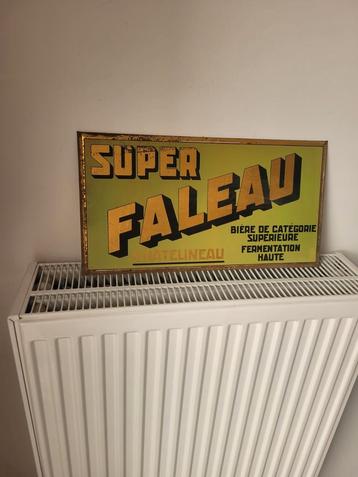 SUPER
FALEAU
CHATELINEAU
BIÈRE DE CATÉGORIE
SUPÉRIEURE
FERMENTATION
HAUTE